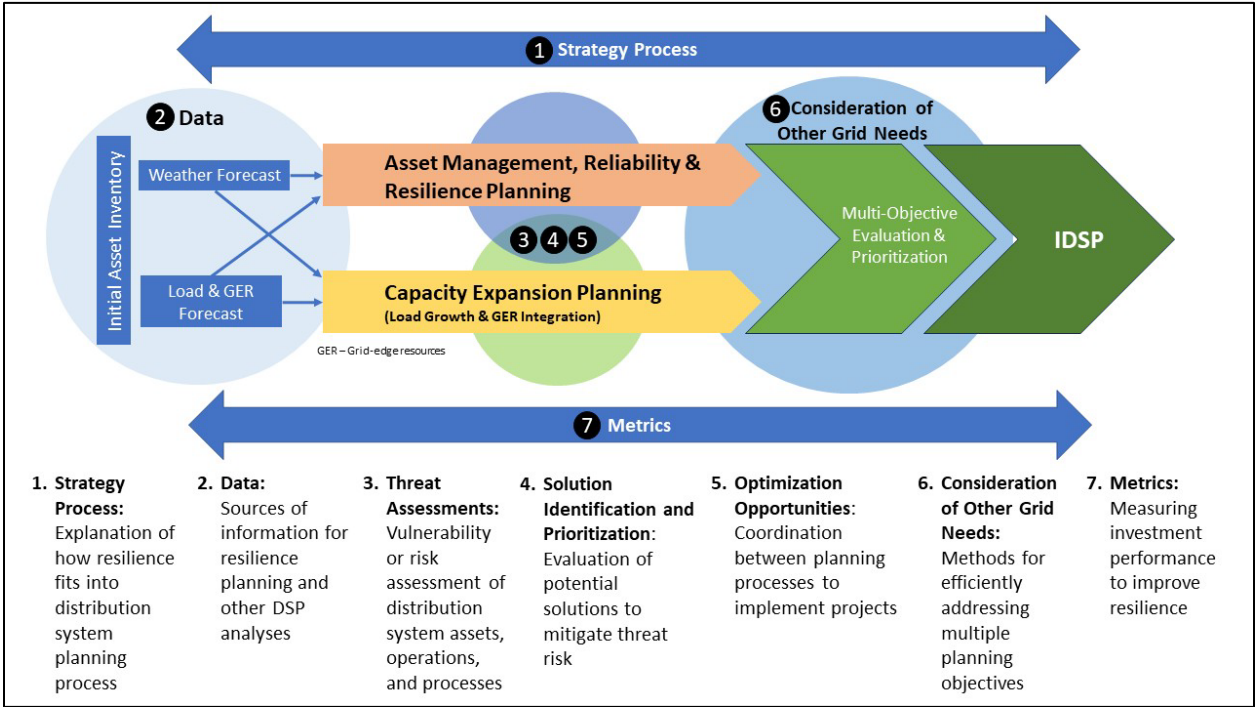 1 Strategy Process
2 Data
Initial Asset Inventory
Weather Forecast
Load & GER
Forecast
Asset Management, Reliability &
Resilience Planning
3 4 5
Capacity Expansion Planning
(Load Growth & GER Integration)
GER – Grid-edge resources
6 Consideration of
Other Grid Needs
Multi-Objective
Evaluation &
Prioritization
IDSP
7 Metrics
1. Strategy
Process:
Explanation of
how resilience
fits into
distribution
system
planning
process
2. Data:
Sources of
information for
resilience
planning and
other DSP
analyses
3. Threat
Assessments:
Vulnerability
or risk
assessment of
distribution
system assets,
operations,
and processes
4. Solution
Identification and
Prioritization:
Evaluation of
potential
solutions to
mitigate threat
risk
5. Optimization
Opportunities:
Coordination
between planning
processes to
implement projects
6. Consideration
of Other Grid
Needs:
Methods for
efficiently
addressing
multiple
planning
objectives
7. Metrics:
Measuring
investment
performance
to improve
resilience